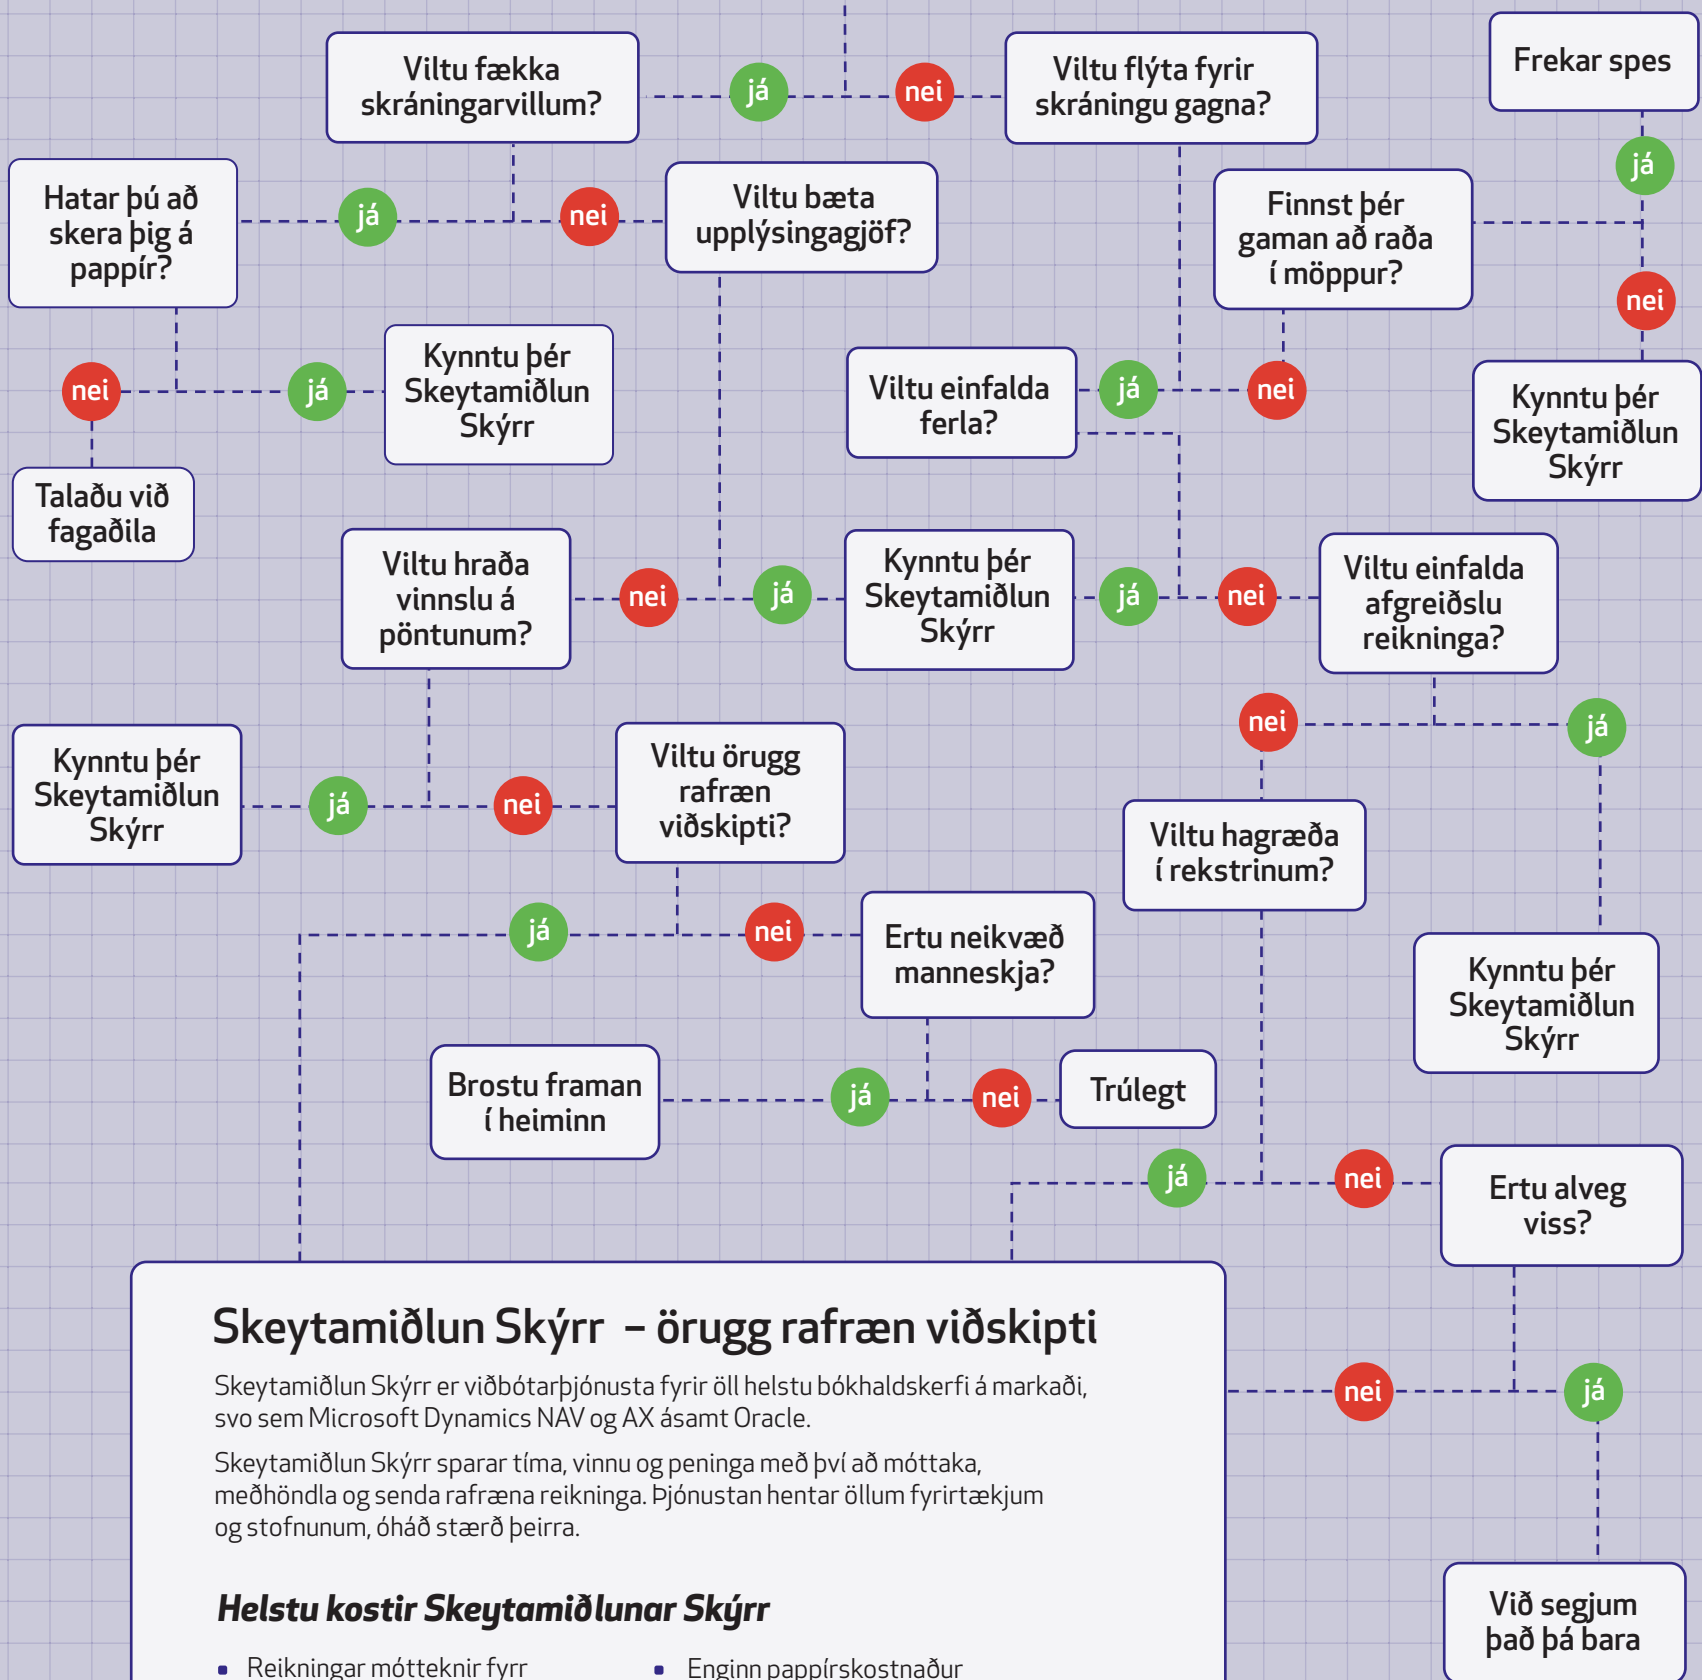 Viltu fækka
skráningarvillum?
já
nei
Viltu flýta fyrir
skráningu gagna?
Frekar spes
já
Hatar þú að
skera þig á
pappír?
já
nei
Viltu bæta
upplýsingagjöf?
Finnst þér
gaman að raða
í möppur?
nei
nei
já
Kynntu þér
Skeytamiðlun
Skýrr
Viltu einfalda
ferla?
já
nei
Kynntu þér
Skeytamiðlun
Skýrr
Talaðu við
fagaðila
Viltu hraða
vinnslu á
pöntunum?
nei
já
Kynntu þér
Skeytamiðlun
Skýrr
já
nei
Viltu einfalda
afgreiðslu
reikninga?
nei
já
Kynntu þér
Skeytamiðlun
Skýrr
já
nei
Viltu örugg
rafræn
viðskipti?
Viltu hagræða
í rekstrinum?
já
nei
Ertu neikvæð
manneskja?
Kynntu þér
Skeytamiðlun
Skýrr
Brostu framan
í heiminn
já
nei
Trúlegt
já
nei
Ertu alveg
viss?
Skeytamiðlun Skýrr – örugg rafræn viðskipti
Skeytamiðlun Skýrr er viðbótarþjónusta fyrir öll helstu bókhaldskerfi á markaði,
svo sem Microsoft Dynamics NAV og AX ásamt Oracle.
nei
já
Skeytamiðlun Skýrr sparar tíma, vinnu og peninga með því að móttaka,
meðhöndla og senda rafræna reikninga. Þjónustan hentar öllum fyrirtækjum
og stofnunum, óháð stærð þeirra.
Helstu kostir Skeytamiðlunar Skýrr
Við segjum
það þá bara
▪ Reikningar mótteknir fyrr
▪ Enginn pappírskostnaður